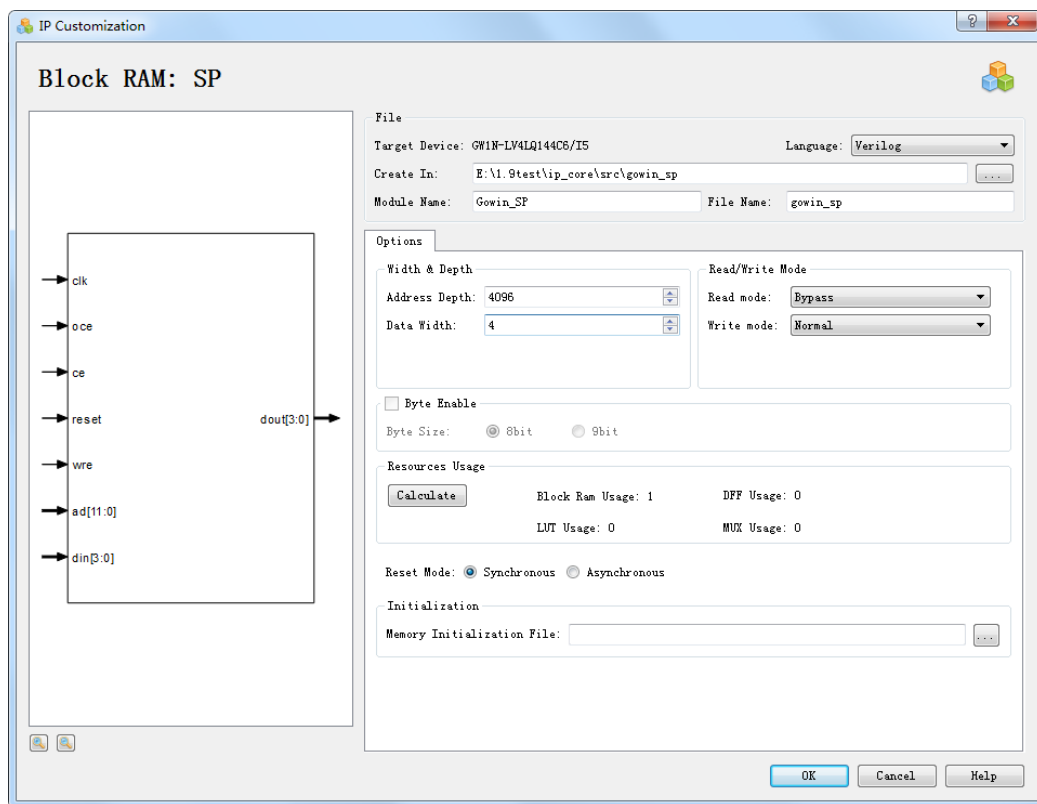 IP Customization
Block RAM: SP
File
Target Device: GW1N-LV4LQ144C6/I5 Language: Verilog
Create In: E:\1.9test\ip_core\src\gowin_sp ...
Module Name: Gowin_SP File Name: gowin_sp
Options
Width & Depth
Address Depth: 4096
Data Width: 4
Read/Write Mode
Read mode: Bypass
Write mode: Normal
Byte Enable
Byte Size: 8bit 9bit
Resources Usage
Calculate Block Ram Usage: 1 DFF Usage: 0
LUT Usage: 0 MUX Usage: 0
Reset Mode: Synchronous Asynchronous
Initialization
Memory Initialization File: ...
clk
oce
ce
reset dout[3:0]
wre
ad[11:0]
din[3:0]
OK Cancel Help